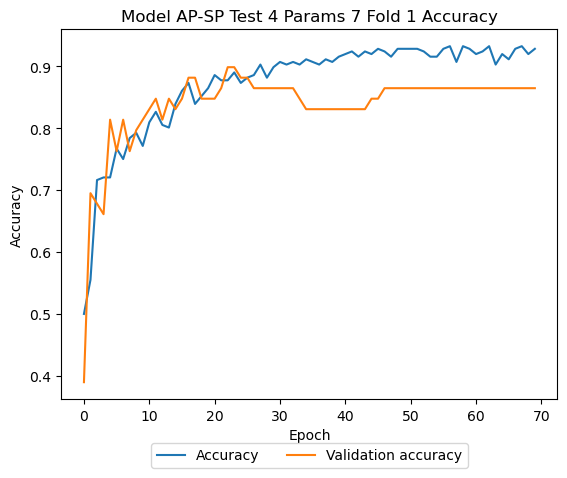 Model AP-SP Test 4 Params 7 Fold 1 Accuracy
Accuracy
0.9
0.8
0.7
0.6
0.5
0.4
0 10 20 30 40 50 60 70
Epoch
Accuracy Validation accuracy